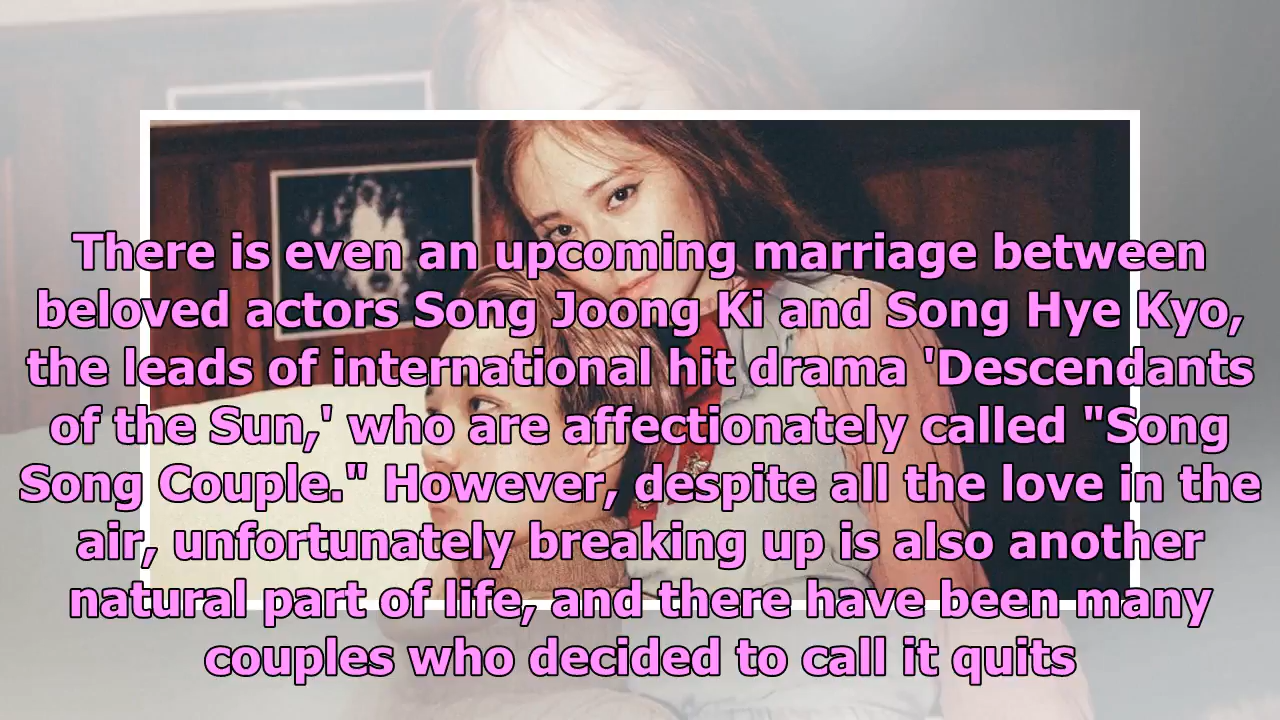 There is even an upcoming marriage between
beloved actors Song Joong Ki and Song Hye Kyo,
the leads of international hit drama 'Descendants
of the Sun,' who are affectionately called "Song
Song Couple." However, despite all the love in the
air, unfortunately breaking up is also another
natural part of life, and there have been many
couples who decided to call it quits